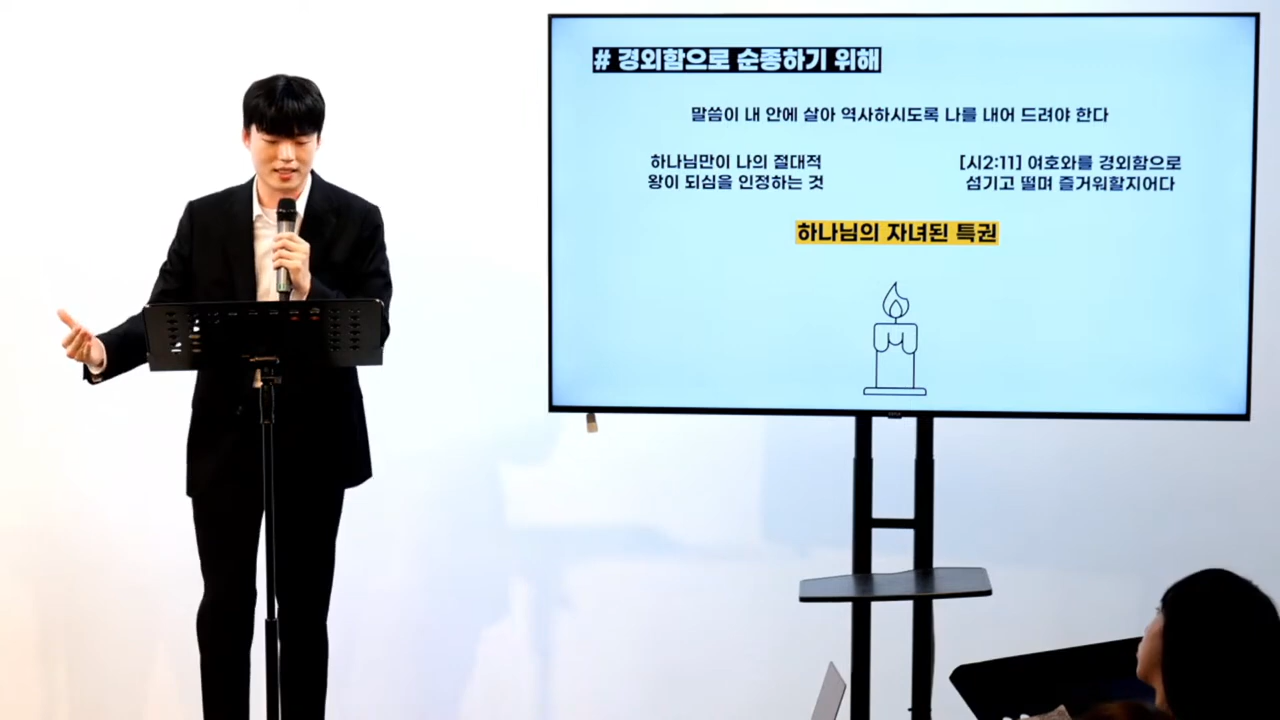 # 경외함으로 순종하기 위해
말씀이 내 안에 살아 역사하시도록 나를 내어 드려야 한다
하나님만이 나의 절대적
왕이 되심을 인정하는 것
[시2:11] 여호와를 경외함으로
섬기고 떨며 즐거워할지어다
하나님의 자녀된 특권